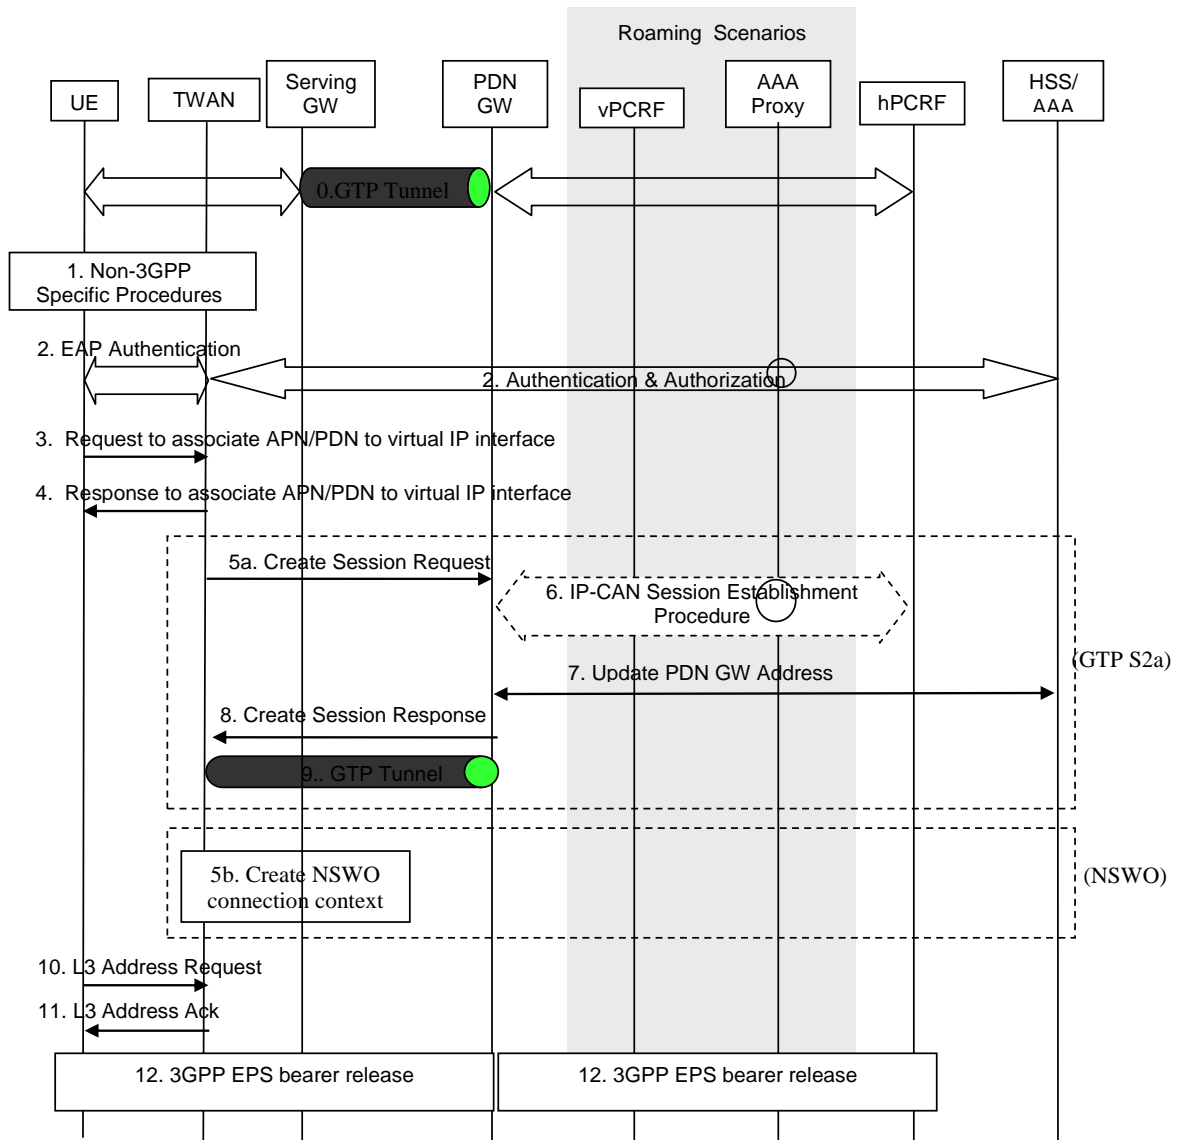 Roaming Scenarios
UE
TWAN
Serving
GW
PDN
GW
vPCRF
AAA
Proxy
hPCRF
HSS/
AAA
0.GTP Tunnel
1. Non-3GPP
Specific Procedures
2. EAP Authentication
2. Authentication & Authorization
3. Request to associate APN/PDN to virtual IP interface
4. Response to associate APN/PDN to virtual IP interface
5a. Create Session Request
6. IP-CAN Session Establishment
Procedure
(GTP S2a)
7. Update PDN GW Address
8. Create Session Response
9.. GTP Tunnel
5b. Create NSWO
connection context
(NSWO)
10. L3 Address Request
11. L3 Address Ack
12. 3GPP EPS bearer release
12. 3GPP EPS bearer release